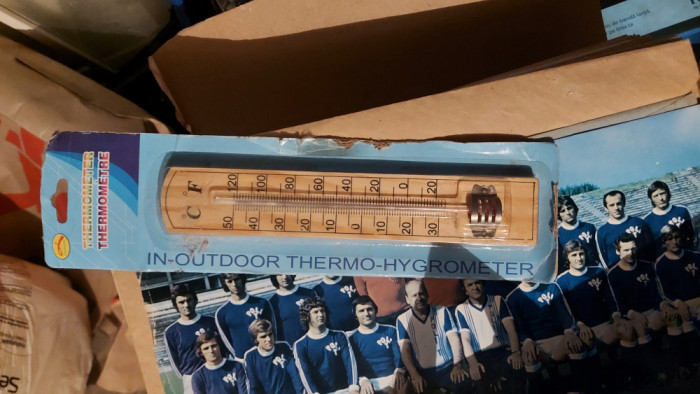 THERMOMETER
THERMOMETRE
F 120 100 80 60 40 20 0 20
C 50 40 30 20 10 0 10 20 30
IN-OUTDOOR THERMO-HYGROMETER
Se